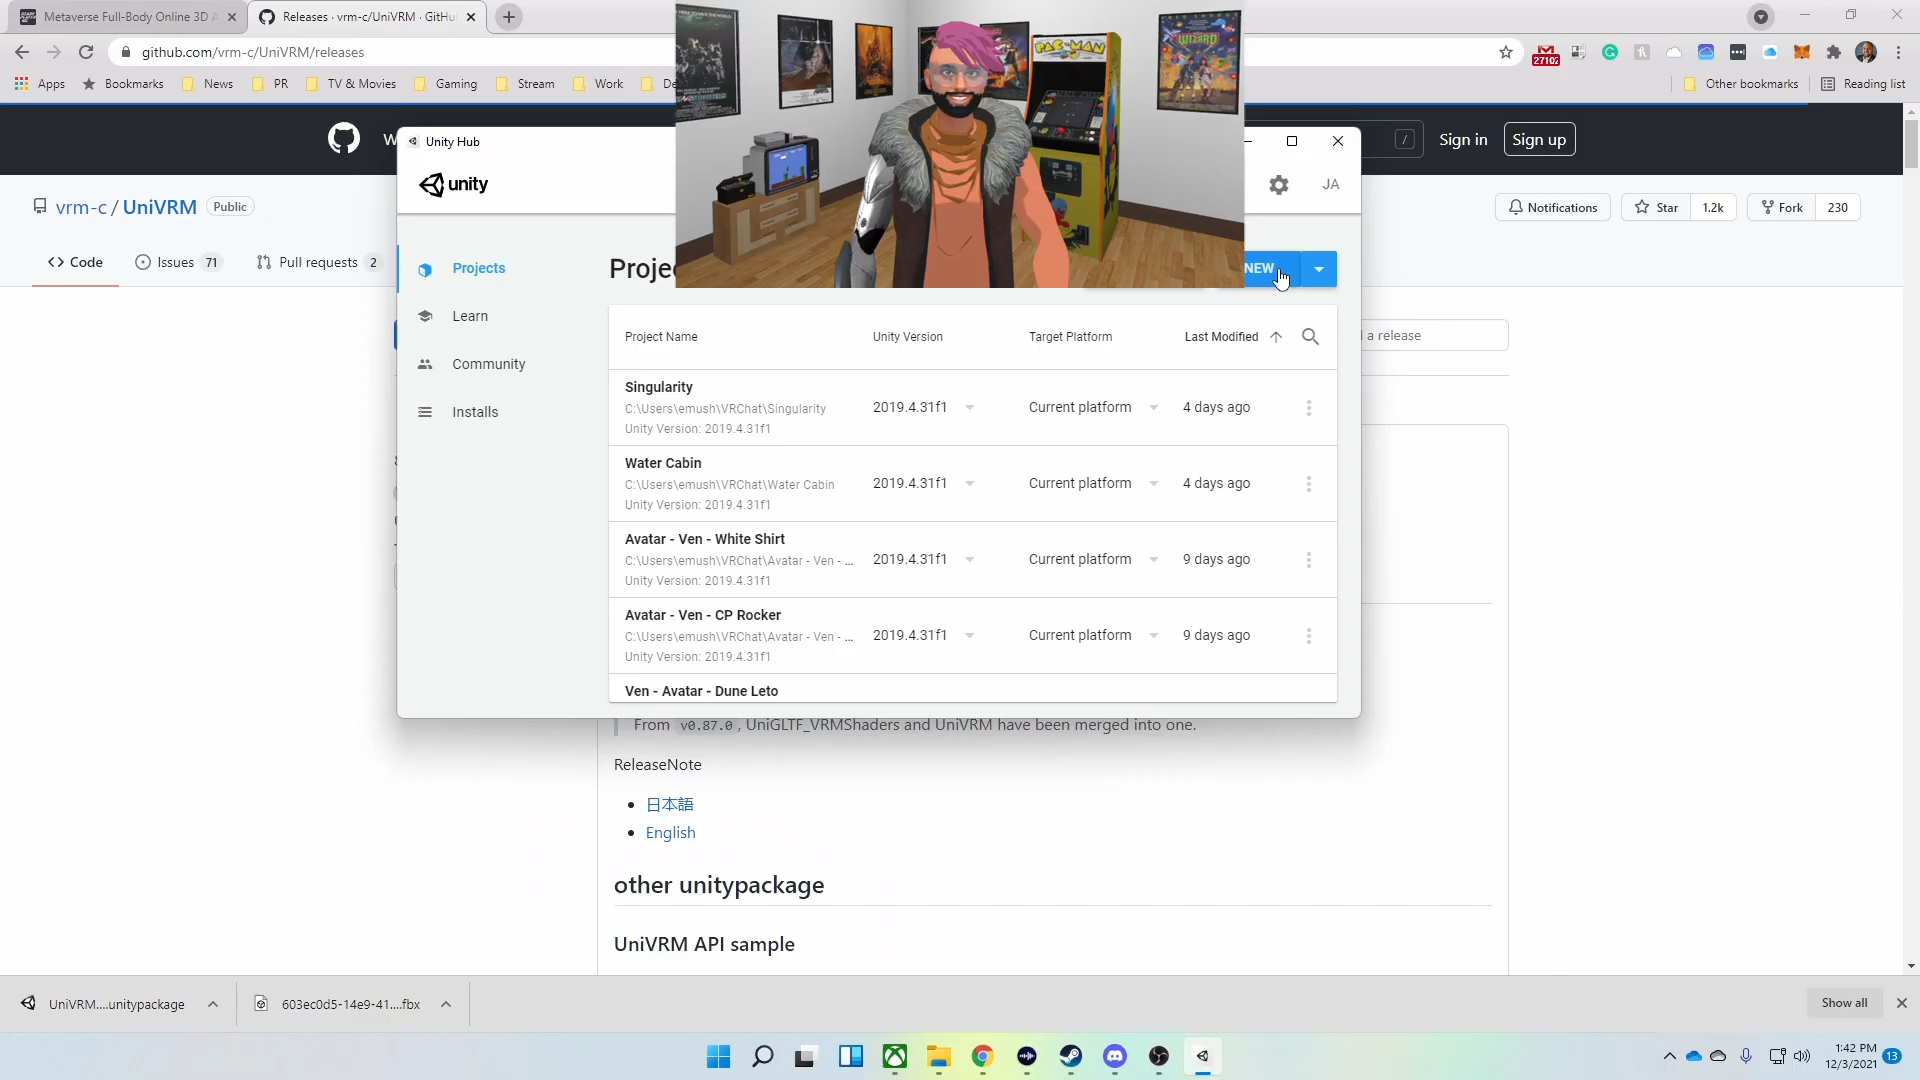 Metaverse Full-Body Online 3D A
Releases · vrm-c/UniVRM · GitHu
github.com/vrm-c/UniVRM/releases
27102
Apps
Bookmarks
News
PR
TV & Movies
Gaming
Stream
Work
De
Other bookmarks
Reading list
W
/
Sign in
Sign up
vrm-c / UniVRM
Public
Notifications
Star
1.2k
Fork
230
Code
Issues
71
Pull requests
2
a release
Unity Hub
unity
JA
PAC-MAN
WIZARD
Projects
Learn
Community
Installs
Projec
NEW
Project Name
Unity Version
Target Platform
Last Modified
Singularity
C:\Users\emush\VRChat\Singularity
Unity Version: 2019.4.31f1
2019.4.31f1
Current platform
4 days ago
Water Cabin
C:\Users\emush\VRChat\Water Cabin
Unity Version: 2019.4.31f1
2019.4.31f1
Current platform
4 days ago
Avatar - Ven - White Shirt
C:\Users\emush\VRChat\Avatar - Ven - ...
Unity Version: 2019.4.31f1
2019.4.31f1
Current platform
9 days ago
Avatar - Ven - CP Rocker
C:\Users\emush\VRChat\Avatar - Ven - ...
Unity Version: 2019.4.31f1
2019.4.31f1
Current platform
9 days ago
Ven - Avatar - Dune Leto
From v0.87.0, UniGLTF_VRMShaders and UniVRM have been merged into one.
ReleaseNote
日本語
English
other unitypackage
UniVRM API sample
UniVRM....unitypackage
603ec0d5-14e9-41....fbx
Show all
1:42 PM
12/3/2021
13